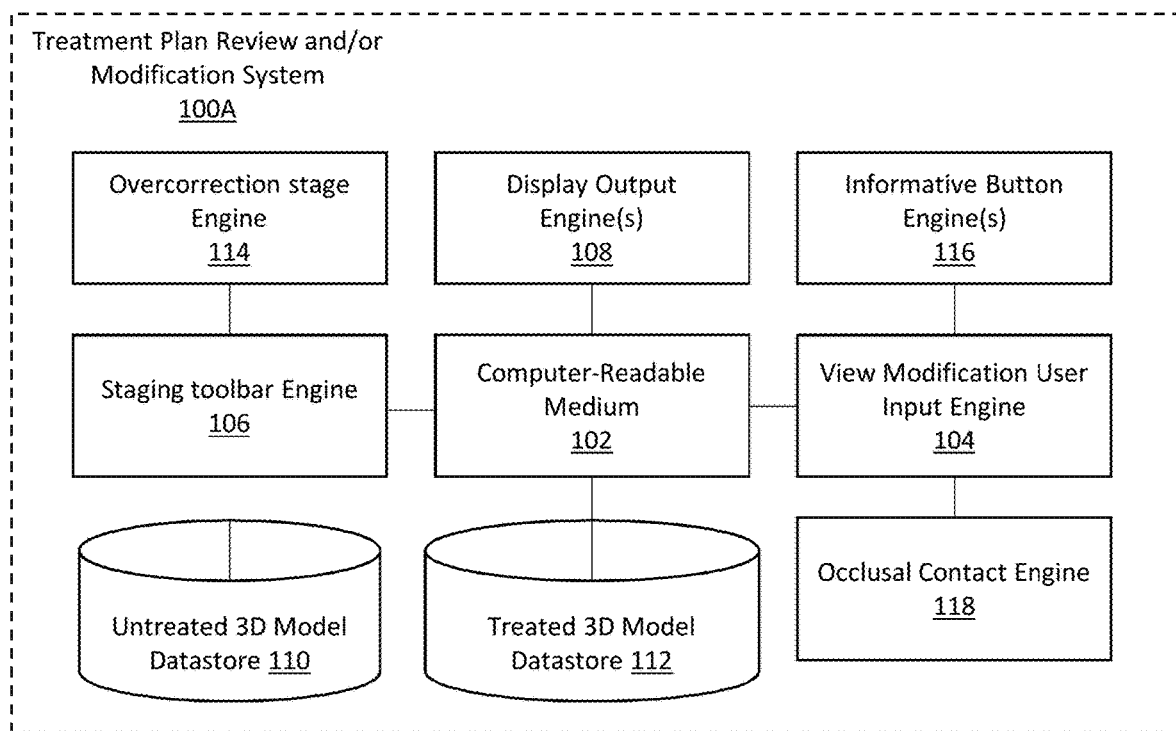 Treatment Plan Review and/or
Modification System
100A
Overcorrection stage
Engine
114
Display Output
Engine(s)
108
Informative Button
Engine(s)
116
Staging toolbar Engine
106
Computer-Readable
Medium
102
View Modification User
Input Engine
104
Untreated 3D Model
Datastore 110
Treated 3D Model
Datastore 112
Occlusal Contact Engine
118